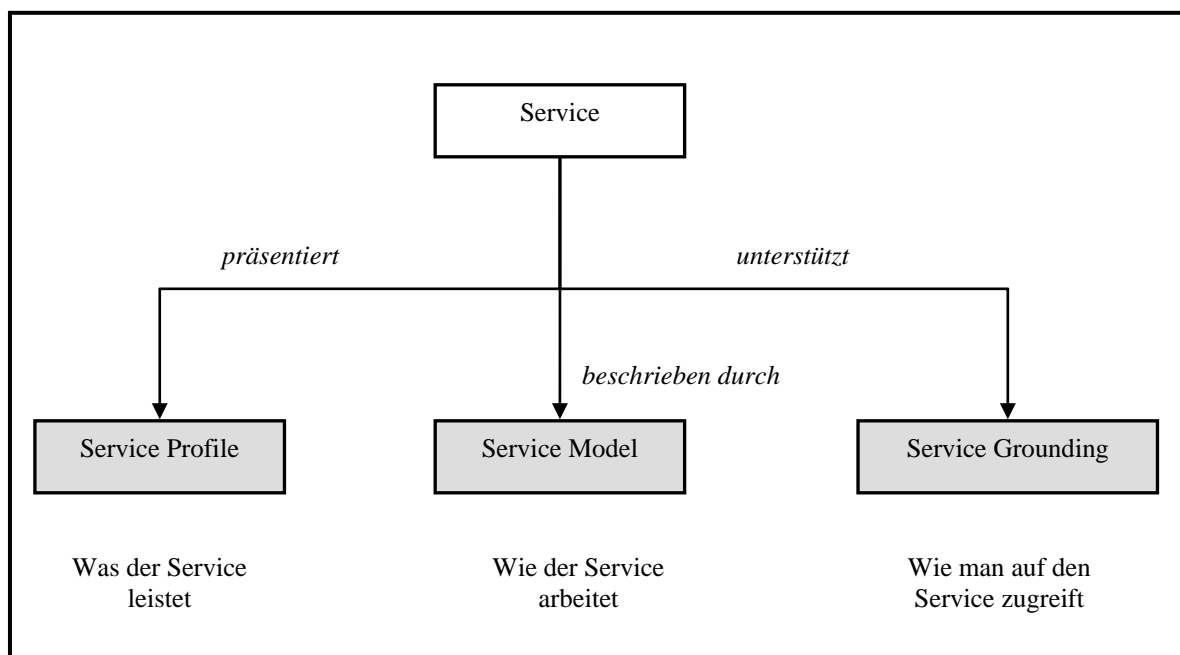 Service
präsentiert
unterstützt
beschrieben durch
Service Profile
Service Model
Service Grounding
Was der Service
leistet
Wie der Service
arbeitet
Wie man auf den
Service zugreift